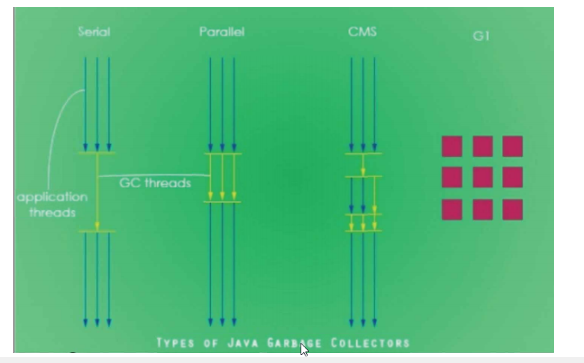 Serial
Parallel
CMS
G1
GC threads
application
threads
TYPES OF JAVA GARBAGE COLLECTORS